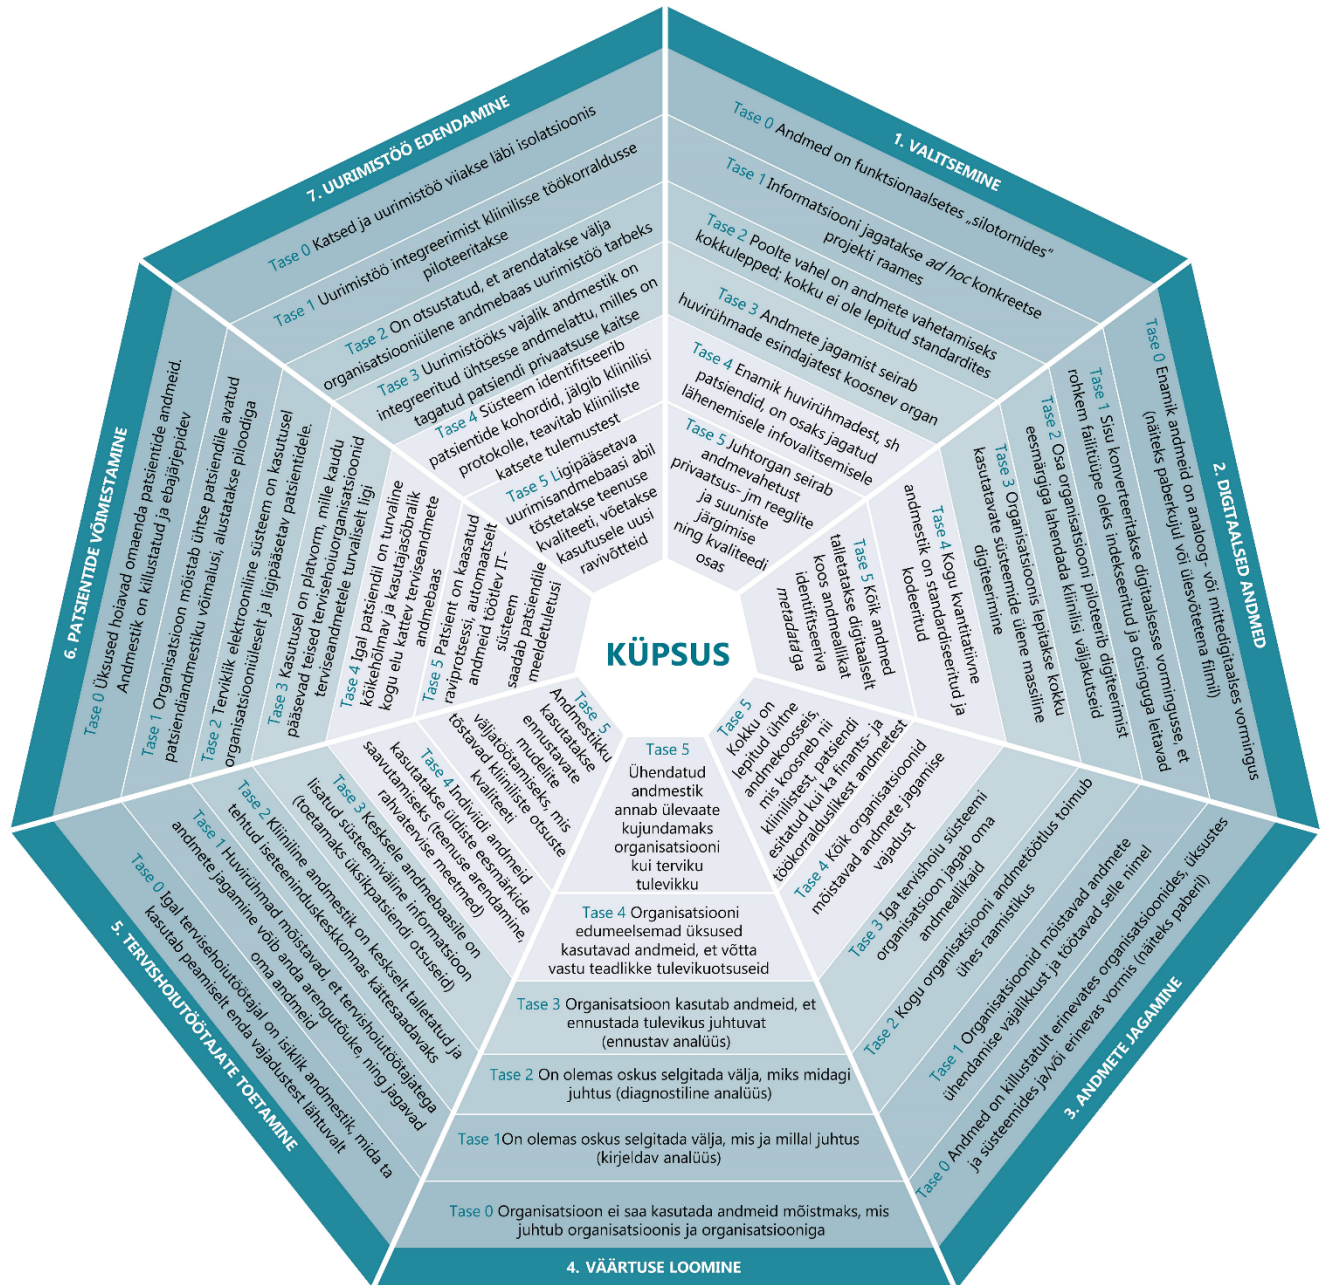 KÜPSUS
1. VALITSEMINE
Tase 0 Andmed on funktsionaalsetes „silotornides“
Tase 1 Informatsiooni jagatakse ad hoc konkreetse
projekti raames
Tase 2 Poolte vahel on andmete vahetamiseks
kokkulepped; kokku ei ole lepitud standardites
Tase 3 Andmete jagamist seirab
huvirühmade esindajatest koosnev organ
Tase 4 Enamik huvirühmadest, sh
patsiendid, on osaks jagatud
lähenemisele infovalitsemisele
Tase 5 Juhtorgan seirab
andmevahetust
privaatsus- jm reeglite
ja suuniste
järgimise
ning kvaliteedi
osas
2. DIGITAALSED ANDMED
Tase 0 Enamik andmeid on analoog- või mittedigitaalses vormingus
(näiteks paberkujul või ülesvõtetena filmil)
Tase 1 Sisu konverteeritakse digitaalsesse vormingusse, et
rohkem failitüüpe oleks indekseeritud ja otsinguga leitavad
Tase 2 Osa organisatsiooni piloteerib digiteerimist
eesmärgiga lahendada kliinilisi väljakutseid
Tase 3 Organisatsioonis lepitakse kokku
kasutatavate süsteemide ülene massiline
digiteerimine
Tase 4 Kogu kvantitatiivne
andmestik on standardiseeritud ja
kodeeritud
Tase 5 Kõik andmed
talletatakse digitaalselt
koos andmeallikat
identifitseeriva
metadata'ga
3. ANDMETE JAGAMINE
Tase 0 Andmed on killustatult erinevates organisatsioonides, üksustes
ja süsteemides ja/või erinevas vormis (näiteks paberil)
Tase 1 Organisatsioonid mõistavad andmete
ühendamise vajalikkust ja töötavad selle nimel
Tase 2 Kogu organisatsiooni andmetöötlus toimub
ühes raamistikus
Tase 3 Iga tervishoiu süsteemi
organisatsioon jagab oma
andmeallikaid
Tase 4 Kõik organisatsioonid
mõistavad andmete jagamise
vajadust
Tase 5
Kokku on
lepitud ühtne
andmekoosseis,
mis koosneb nii
kliinilistest, patsiendi
esitatud kui ka finants- ja
töökorralduslikest andmetest
4. VÄÄRTUSE LOOMINE
Tase 5
Ühendatud
andmestik
annab ülevaate
kujundamaks
organisatsiooni
kui terviku
tulevikku
Tase 4 Organisatsiooni
edumeelsemad üksused
kasutavad andmeid, et võtta
vastu teadlikke tulevikuotsuseid
Tase 3 Organisatsioon kasutab andmeid, et
ennustada tulevikus juhtuvat
(ennustav analüüs)
Tase 2 On olemas oskus selgitada välja, miks midagi
juhtus (diagnostiline analüüs)
Tase 1On olemas oskus selgitada välja, mis ja millal juhtus
(kirjeldav analüüs)
Tase 0 Organisatsioon ei saa kasutada andmeid mõistmaks, mis
juhtub organisatsioonis ja organisatsiooniga
5. TERVISHOIUTÖÖTAJATE TOETAMINE
Tase 5
Andmestikku
kasutatakse
ennustavate
mudelite
väljatöötamiseks, mis
tõstavad kliiniliste otsuste
kvaliteeti
Tase 4 Indiviidi andmeid
kasutatakse üldiste eesmärkide
saavutamiseks (teenuse arendamine,
rahvatervise meetmed)
Tase 3 Kesksele andmebaasile on
lisatud süsteemiväline informatsioon
(toetamaks üksikpatsiendi otsuseid)
Tase 2 Kliiniline andmestik on keskselt talletatud ja
tehtud iseteeninduskeskkonnas kättesaadavaks
Tase 1 Huvirühmad mõistavad, et tervishoiutöötajatega
andmete jagamine võib anda arengutõuke, ning jagavad
oma andmeid
Tase 0 Igal tervishoiutöötajal on isiklik andmestik, mida ta
kasutab peamiselt enda vajadustest lähtuvalt
6. PATSIENTIDE VÕIMESTAMINE
Tase 0 Üksused hoiavad omaenda patsientide andmeid.
Andmestik on killustatud ja ebajärjepidev
Tase 1 Organisatsioon mõistab ühtse patsiendile avatud
patsiendiandmestiku võimalusi, alustatakse piloodiga
Tase 2 Terviklik elektrooniline süsteem on kasutusel
organisatsiooniüleselt ja ligipääsetav patsientidele.
Tase 3 Kasutusel on platvorm, mille kaudu
pääsevad teised tervisehoiuorganisatsioonid
terviseandmetele turvaliselt ligi
Tase 4 Igal patsiendil on turvaline
kõikehõlmav ja kasutajasõbralik
kogu elu kattev terviseandmete
andmebaas
Tase 5 Patsient on kaasatud
raviprotsessi, automaatselt
andmeid töötlev IT-
süsteem
saadab patsiendile
meeldetuletusi
7. UURIMISTÖÖ EDENDAMINE
Tase 0 Katsed ja uurimistöö viiakse läbi isolatsioonis
Tase 1 Uurimistöö integreerimist kliinilisse töökorraldusse
piloteeritakse
Tase 2 On otsustatud, et arendatakse välja
organisatsiooniülene andmebaas uurimistöö tarbeks
Tase 3 Uurimistööks vajalik andmestik on
integreeritud ühtsesse andmelattu, milles on
tagatud patsiendi privaatsuse kaitse
Tase 4 Süsteem identifitseerib
patsientide kohordid, jälgib kliinilisi
protokolle, teavitab kliiniliste
katsete tulemustest
Tase 5 Ligipääsetava
uurimisandmebaasi abil
tõstetakse teenuse
kvaliteeti, võetakse
kasutusele uusi
ravivõtteid